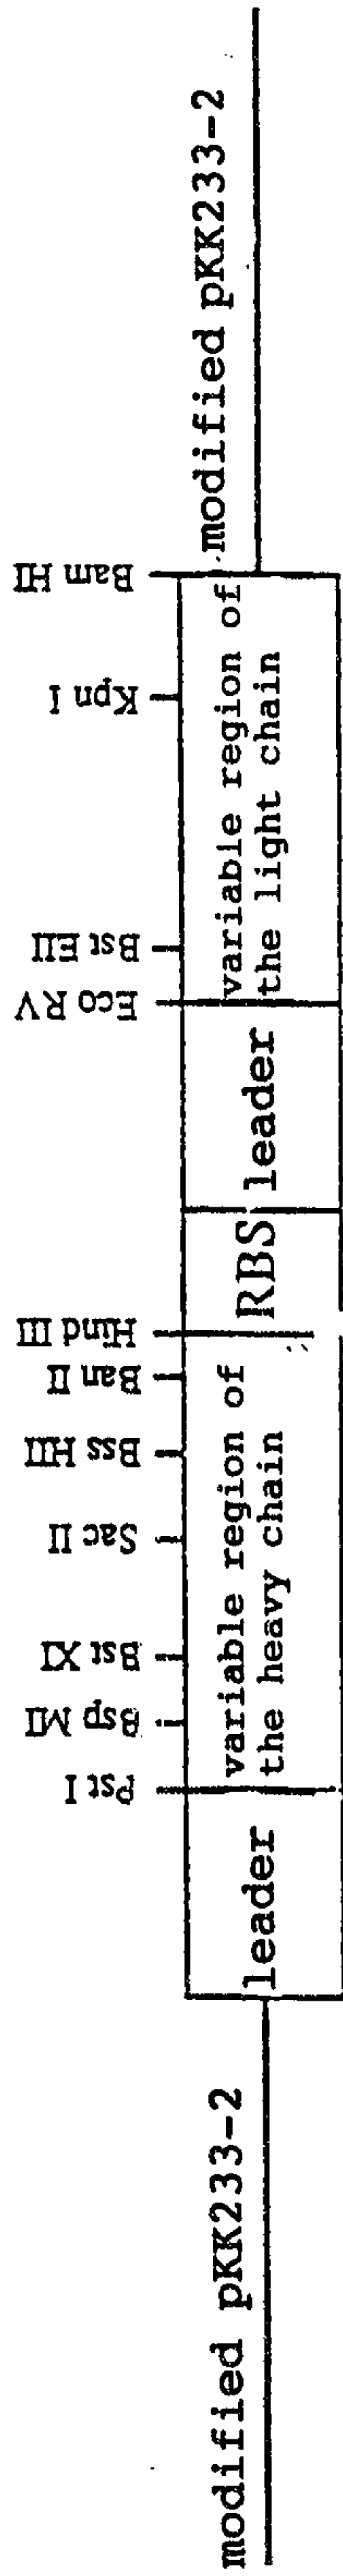 Pst I
Bsp MI
Bst XI
Sac II
Bss HII
Ban II
Hind III
Eco RV
Bst EII
Kpn I
Bam HI
modified pKK233-2
leader
variable region of
the heavy chain
RBS
leader
variable region of
the light chain
modified pKK233-2